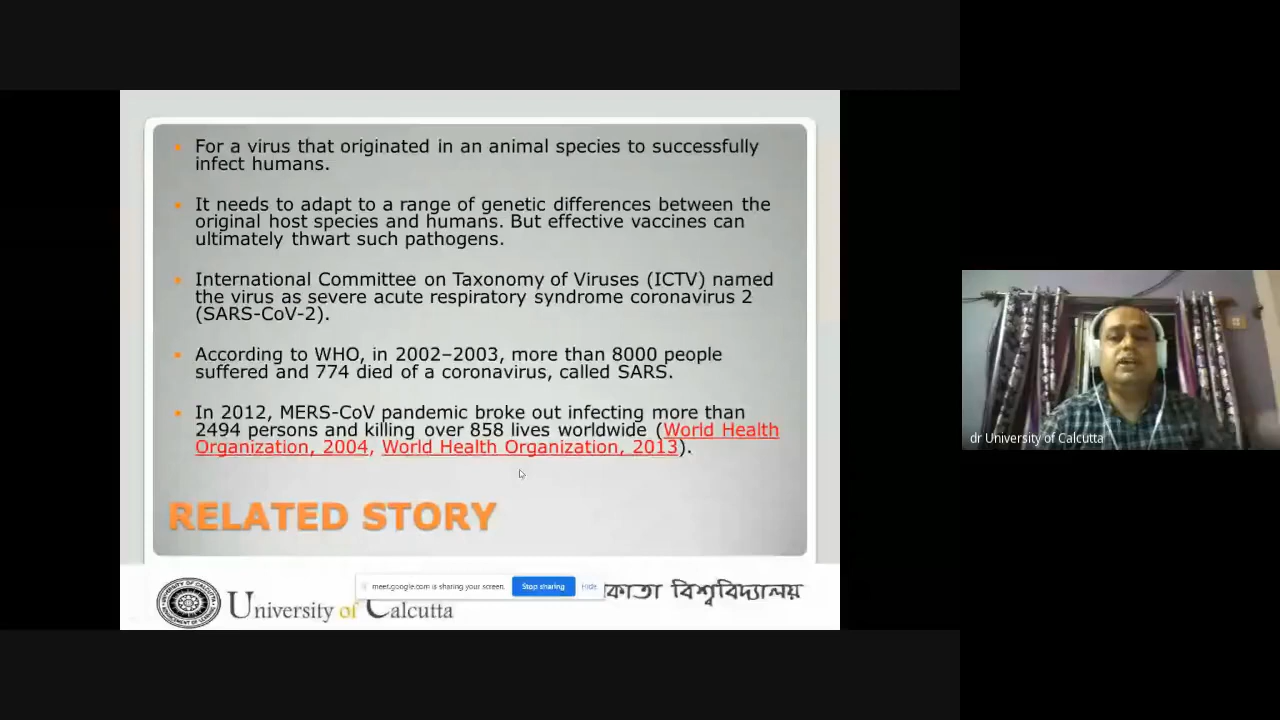 For a virus that originated in an animal species to successfully
infect humans.
It needs to adapt to a range of genetic differences between the
original host species and humans. But effective vaccines can
ultimately thwart such pathogens.
International Committee on Taxonomy of Viruses (ICTV) named
the virus as severe acute respiratory syndrome coronavirus 2
(SARS-CoV-2).
According to WHO, in 2002–2003, more than 8000 people
suffered and 774 died of a coronavirus, called SARS.
In 2012, MERS-CoV pandemic broke out infecting more than
2494 persons and killing over 858 lives worldwide (World Health
Organization, 2004, World Health Organization, 2013).
RELATED STORY
meet.google.com is sharing your screen.
Stop sharing
Hide
University of Calcutta
কাতা বিশ্ববিদ্যালয়
dr University of Calcutta